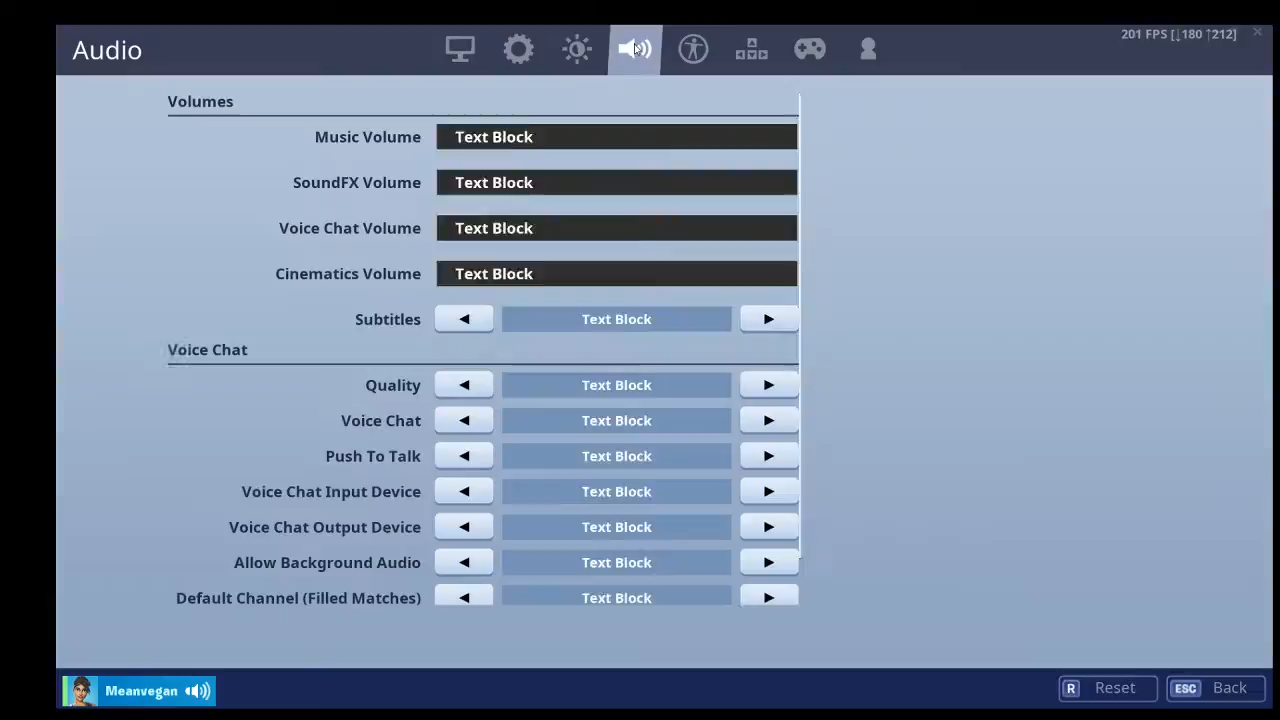 Audio
201 FPS [↓180 ↑212]
Volumes
Music Volume Text Block
SoundFX Volume Text Block
Voice Chat Volume Text Block
Cinematics Volume Text Block
Subtitles Text Block
Voice Chat
Quality Text Block
Voice Chat Text Block
Push To Talk Text Block
Voice Chat Input Device Text Block
Voice Chat Output Device Text Block
Allow Background Audio Text Block
Default Channel (Filled Matches) Text Block
Meanvegan
R Reset
ESC Back